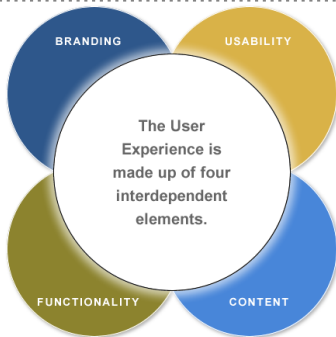 BRANDING
USABILITY
The User
Experience is
made up of four
interdependent
elements.
FUNCTIONALITY
CONTENT